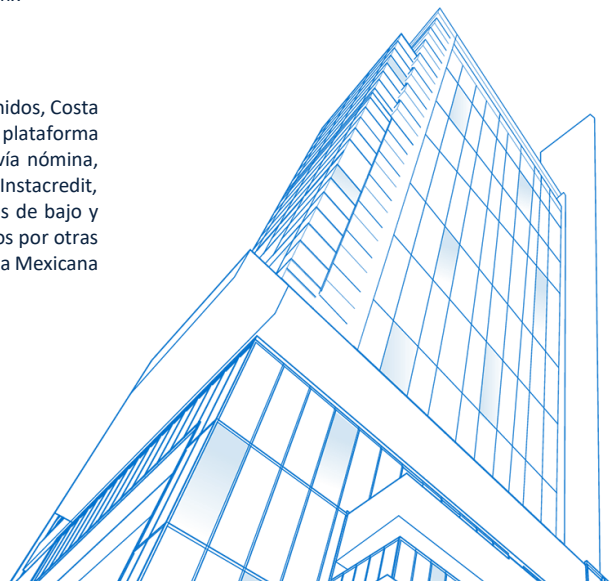 nidos, Costa
plataforma
vía nómina,
Instacredit,
s de bajo y
os por otras
a Mexicana